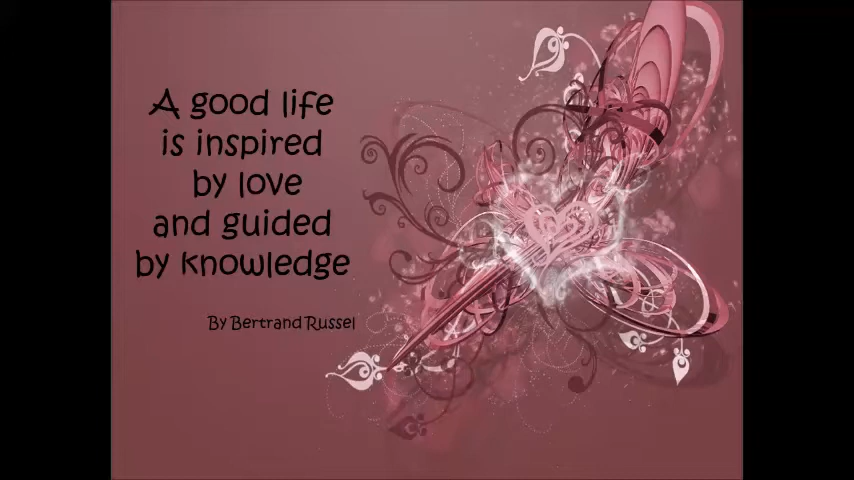 A good life
is inspired
by love
and guided
by knowledge
By Bertrand Russel